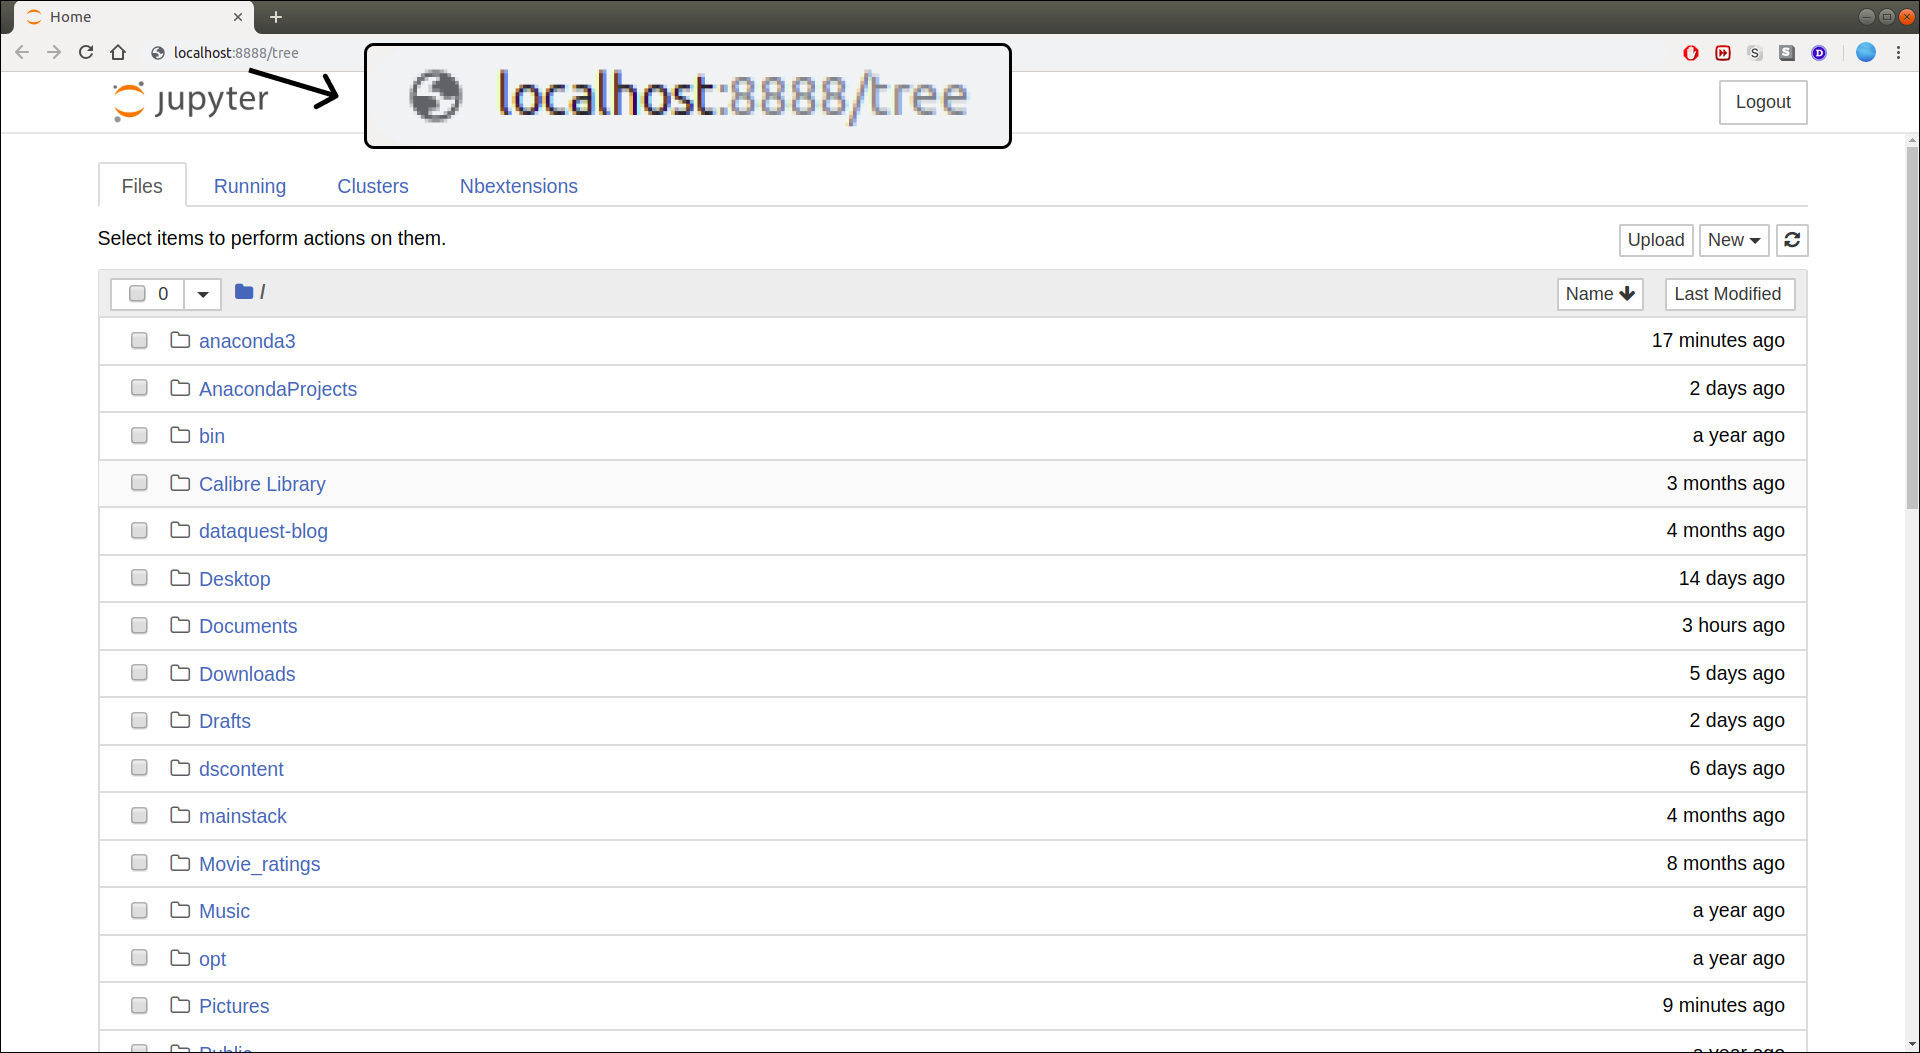 Home
localhost:8888/tree
localhost:8888/tree
jupyter
Logout
Files Running Clusters Nbextensions
Select items to perform actions on them.
Upload New
0 / Name Last Modified
anaconda3 17 minutes ago
AnacondaProjects 2 days ago
bin a year ago
Calibre Library 3 months ago
dataquest-blog 4 months ago
Desktop 14 days ago
Documents 3 hours ago
Downloads 5 days ago
Drafts 2 days ago
dscontent 6 days ago
mainstack 4 months ago
Movie_ratings 8 months ago
Music a year ago
opt a year ago
Pictures 9 minutes ago
Public a year ago